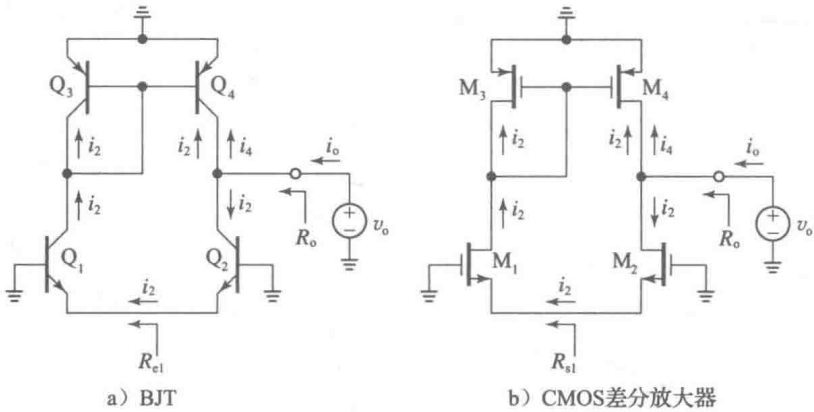 Q3 Q4
i2 i2 i4 io
i2 i2
Ro
vo
Q1 Q2
i2
Re1
a）BJT
M3 M4
i2 i2 i4 io
i2 i2
Ro
vo
M1 M2
i2
Rs1
b）CMOS差分放大器